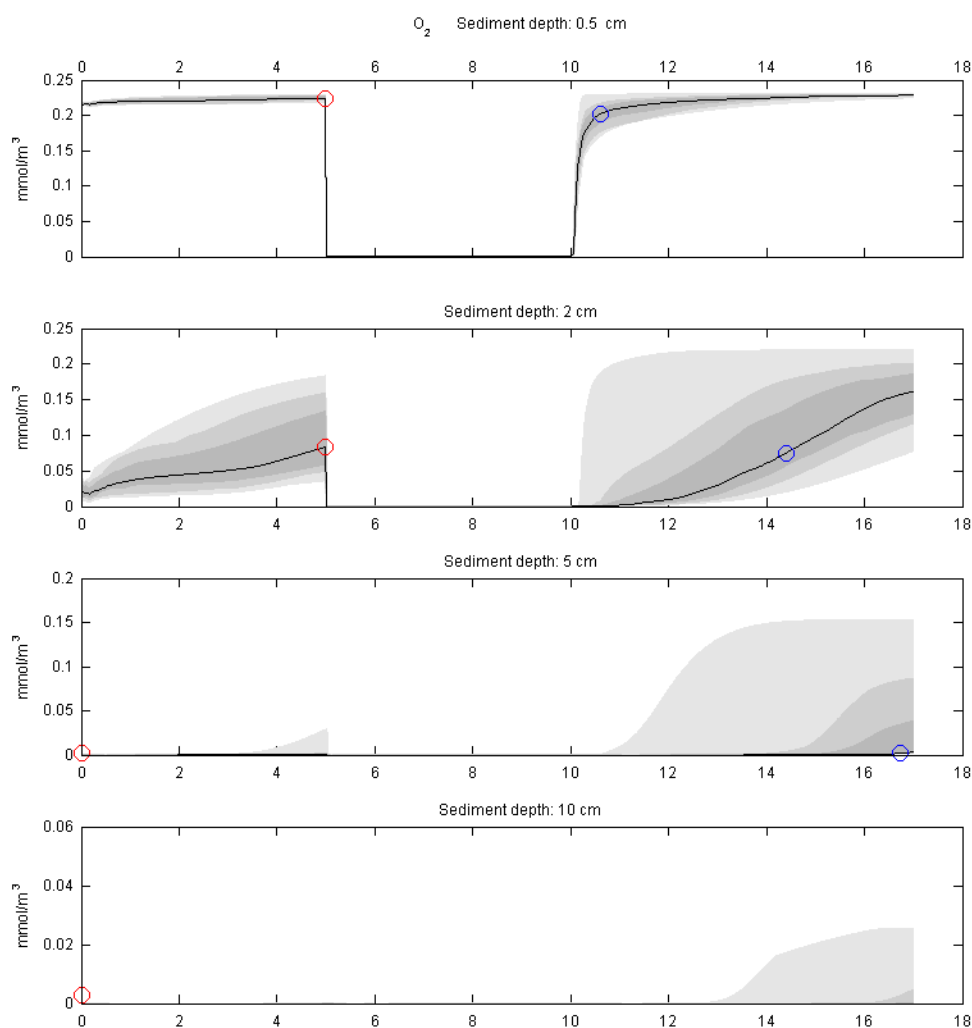 O₂ Sediment depth: 0.5 cm
0 2 4 6 8 10 12 14 16 18
0.25
0.2
0.15
0.1
0.05
0
mmol/m³
Sediment depth: 2 cm
0.25
0.2
0.15
0.1
0.05
0
mmol/m³
0 2 4 6 8 10 12 14 16 18
Sediment depth: 5 cm
0.2
0.15
0.1
0.05
0
mmol/m³
0 2 4 6 8 10 12 14 16 18
Sediment depth: 10 cm
0.06
0.04
0.02
0
mmol/m³
0 2 4 6 8 10 12 14 16 18